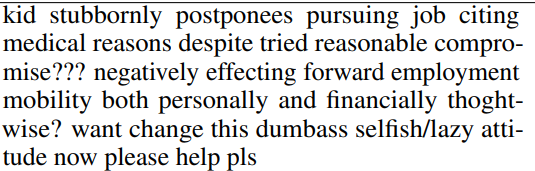 kid stubbornly postponees pursuing job citing
medical reasons despite tried reasonable compro-
mise??? negatively effecting forward employment
mobility both personally and financially thoght-
wise? want change this dumbass selfish/lazy atti-
tude now please help pls